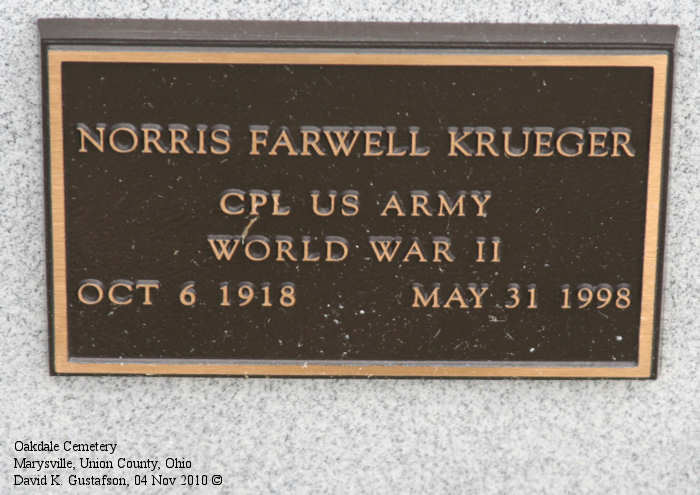 NORRIS FARWELL KRUEGER
CPL US ARMY
WORLD WAR II
OCT 6 1918 MAY 31 1998
Oakdale Cemetery
Marysville, Union County, Ohio
David K. Gustafson, 04 Nov 2010 ©